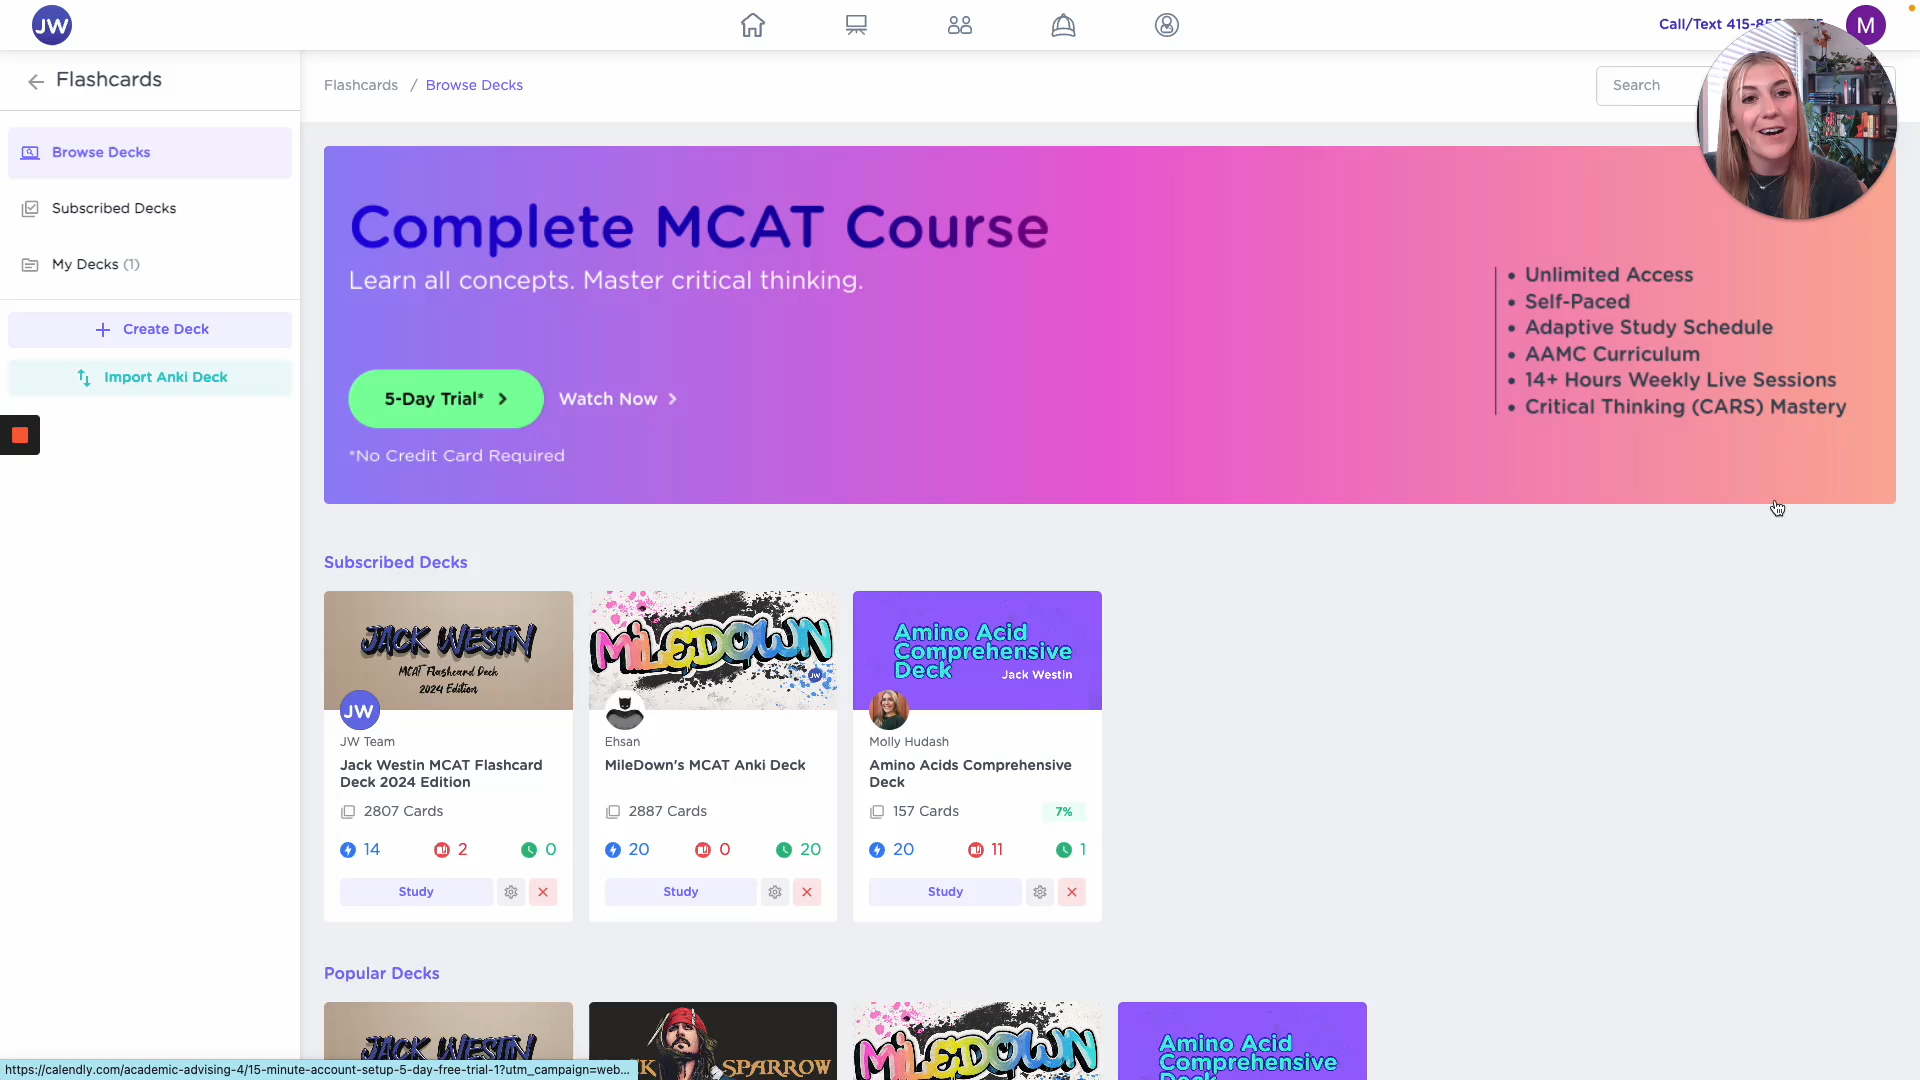 JW
Call/Text 415-85
M
Flashcards
Flashcards / Browse Decks
Search
Browse Decks
Subscribed Decks
My Decks (1)
Create Deck
Import Anki Deck
Complete MCAT Course
Learn all concepts. Master critical thinking.
5-Day Trial*
Watch Now
*No Credit Card Required
• Unlimited Access
• Self-Paced
• Adaptive Study Schedule
• AAMC Curriculum
• 14+ Hours Weekly Live Sessions
• Critical Thinking (CARS) Mastery
Subscribed Decks
JACK WESTIN
MCAT Flashcard Deck
2024 Edition
JW
JW Team
Jack Westin MCAT Flashcard
Deck 2024 Edition
2807 Cards
14 2 0
Study
MILEDOWN
JW
Ehsan
MileDown's MCAT Anki Deck
2887 Cards
20 0 20
Study
Amino Acid
Comprehensive
Deck
Jack Westin
Molly Hudash
Amino Acids Comprehensive
Deck
157 Cards
7%
20 11 1
Study
Popular Decks
JACK WESTIN
SPARROW
MILEDOWN
Amino Acid
Comprehensive
Deck
https://calendly.com/academic-advising-4/15-minute-account-setup-5-day-free-trial-1?utm_campaign=web...